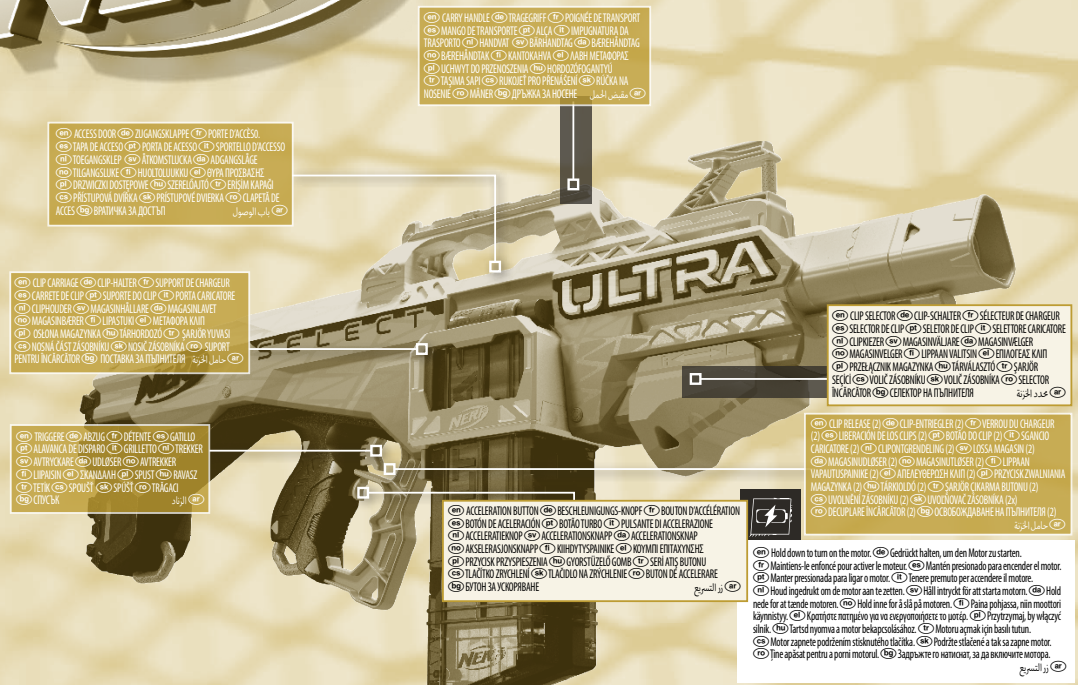 en CARRY HANDLE de TRAGEGRIFF fr POIGNÉE DE TRANSPORT
es MANGO DE TRANSPORTE pt ALÇA it IMPUGNATURA DA
TRASPORTO nl HANDVAT sv BÄRHANDTAG da BÆREHÅNDTAG
no BÆREHÅNDTAK fi KANTOKAHVA el ΛΑΒΗ ΜΕΤΑΦΟΡΑΣ
pl UCHWYT DO PRZENOSZENIA hu HORDOZÓFOGANTYÚ
tr TAŞIMA SAPI cs RUKOJEŤ PRO PŘENÁŠENÍ sk RÚČKA NA
NOSENIE ro MÂNER bg ДРЪЖКА ЗА НОСЕНЕ مقبض الحمل ar
en ACCESS DOOR de ZUGANGSKLAPPE fr PORTE D'ACCÈSO.
es TAPA DE ACCESO pt PORTA DE ACESSO it SPORTELLO D'ACCESSO
nl TOEGANGSKLEP sv ÅTKOMSTLUCKA da ADGANGSLÅGE
no TILGANGSLUKE fi HUOLTOLUUKKU el ΘΥΡΑ ΠΡΟΣΒΑΣΗΣ
pl DRZWICZKI DOSTĘPOWE hu SZERELŐAJTÓ tr ERİŞİM KAPAĞI
cs PŘÍSTUPOVÁ DVÍŘKA sk PRÍSTUPOVÉ DVIERKA ro CLAPETĂ DE
ACCES bg ВРАТИЧКА ЗА ДОСТЪП باب الوصول ar
en CLIP CARRIAGE de CLIP-HALTER fr SUPPORT DE CHARGEUR
es CARRETE DE CLIP pt SUPORTE DO CLIP it PORTA CARICATORE
nl CLIPHOUDER sv MAGASINHÅLLARE da MAGASINLAVET
no MAGASINBÆRER fi LIPASTUKI el ΜΕΤΑΦΟΡΑ ΚΛΙΠ
pl OSŁONA MAGAZYNKA hu TÁRHORDOZÓ tr ŞARJÖR YUVASI
cs NOSNÁ ČÁST ZÁSOBNÍKU sk NOSIČ ZÁSOBNÍKA ro SUPORT
PENTRU ÎNCĂRCĂTOR bg ПОСТАВКА ЗА ПЪЛНИТЕЛЯ حامل الخزنة ar
SELECT
ULTRA
NERF
NERF
en CLIP SELECTOR de CLIP-SCHALTER fr SÉLECTEUR DE CHARGEUR
es SELECTOR DE CLIP pt SELETOR DE CLIP it SELETTORE CARICATORE
nl CLIPKIEZER sv MAGASINVÄLJARE da MAGASINVÆLGER
no MAGASINVELGER fi LIPPAAN VALITSIN el ΕΠΙΛΟΓΕΑΣ ΚΛΙΠ
pl PRZEŁĄCZNIK MAGAZYNKA hu TÁRVÁLASZTÓ tr ŞARJÖR
SEÇİCİ cs VOLIČ ZÁSOBNÍKU sk VOLIČ ZÁSOBNÍKA ro SELECTOR
ÎNCĂRCĂTOR bg СЕЛЕКТОР НА ПЪЛНИТЕЛЯ محدد الخزنة ar
en CLIP RELEASE (2) de CLIP-ENTRIEGLER (2) fr VERROU DU CHARGEUR
(2) es LIBERACIÓN DE LOS CLIPS (2) pt BOTÃO DO CLIP (2) it SGANCIO
CARICATORE (2) nl CLIPONTGRENDELING (2) sv LOSSA MAGASIN (2)
da MAGASINUDLØSER (2) no MAGASINUTLØSER (2) fi LIPPAAN
VAPAUTUSPAINIKE (2) el ΑΠΕΛΕΥΘΕΡΩΣΗ ΚΛΙΠ (2) pl PRZYCISK ZWALNIANIA
MAGAZYNKA (2) hu TÁRKIOLDÓ (2) tr ŞARJÖR ÇIKARMA BUTONU (2)
cs UVOLNĚNÍ ZÁSOBNÍKU (2) sk UVOĽŇOVAČ ZÁSOBNÍKA (2x)
ro DECUPLARE ÎNCĂRCĂTOR (2) bg ОСВОБОЖДАВАНЕ НА ПЪЛНИТЕЛЯ (2)
حامل الخزنة ar
en TRIGGERE de ABZUG fr DÉTENTE es GATILLO
pt ALAVANCA DE DISPARO it GRILLETTO nl TREKKER
sv AVTRYCKARE da UDLØSER no AVTREKKER
fi LIIPAISIN el ΣΚΑΝΔΑΛΗ pl SPUST hu RAVASZ
tr TETİK cs SPOUŠŤ sk SPÚŠŤ ro TRĂGACI
bg СПУСЪК الزناد ar
en ACCELERATION BUTTON de BESCHLEUNIGUNGS-KNOPF fr BOUTON D'ACCÉLÉRATION
es BOTÓN DE ACELERACIÓN pt BOTÃO TURBO it PULSANTE DI ACCELERAZIONE
nl ACCELERATIEKNOP sv ACCELERATIONSKNAPP da ACCELERATIONSKNAP
no AKSELERASJONSKNAPP fi KIIHDYTYSPAINIKE el ΚΟΥΜΠΙ ΕΠΙΤΑΧΥΝΣΗΣ
pl PRZYCISK PRZYSPIESZENIA hu GYORSTÜZELŐ GOMB tr SERİ ATIŞ BUTONU
cs TLAČÍTKO ZRYCHLENÍ sk TLAČIDLO NA ZRÝCHLENIE ro BUTON DE ACCELERARE
bg БУТОН ЗА УСКОРЯВАНЕ زر التسريع ar
en Hold down to turn on the motor. de Gedrückt halten, um den Motor zu starten.
fr Maintiens-le enfoncé pour activer le moteur. es Mantén presionado para encender el motor.
pt Manter pressionada para ligar o motor. it Tenere premuto per accendere il motore.
nl Houd ingedrukt om de motor aan te zetten. sv Håll intryckt för att starta motorn. da Hold
nede for at tænde motoren. no Hold inne for å slå på motoren. fi Paina pohjassa, niin moottori
käynnistyy. el Κρατήστε πατημένο για να ενεργοποιήσετε το μοτέρ. pl Przytrzymaj, by włączyć
silnik. hu Tartsd nyomva a motor bekapcsolásához. tr Motoru açmak için basılı tutun.
cs Motor zapnete podržením stisknutého tlačítka. sk Podržte stlačené a tak sa zapne motor.
ro Ține apăsat pentru a porni motorul. bg Задръжте го натиснат, за да включите мотора.
زر التسريع ar
NERF